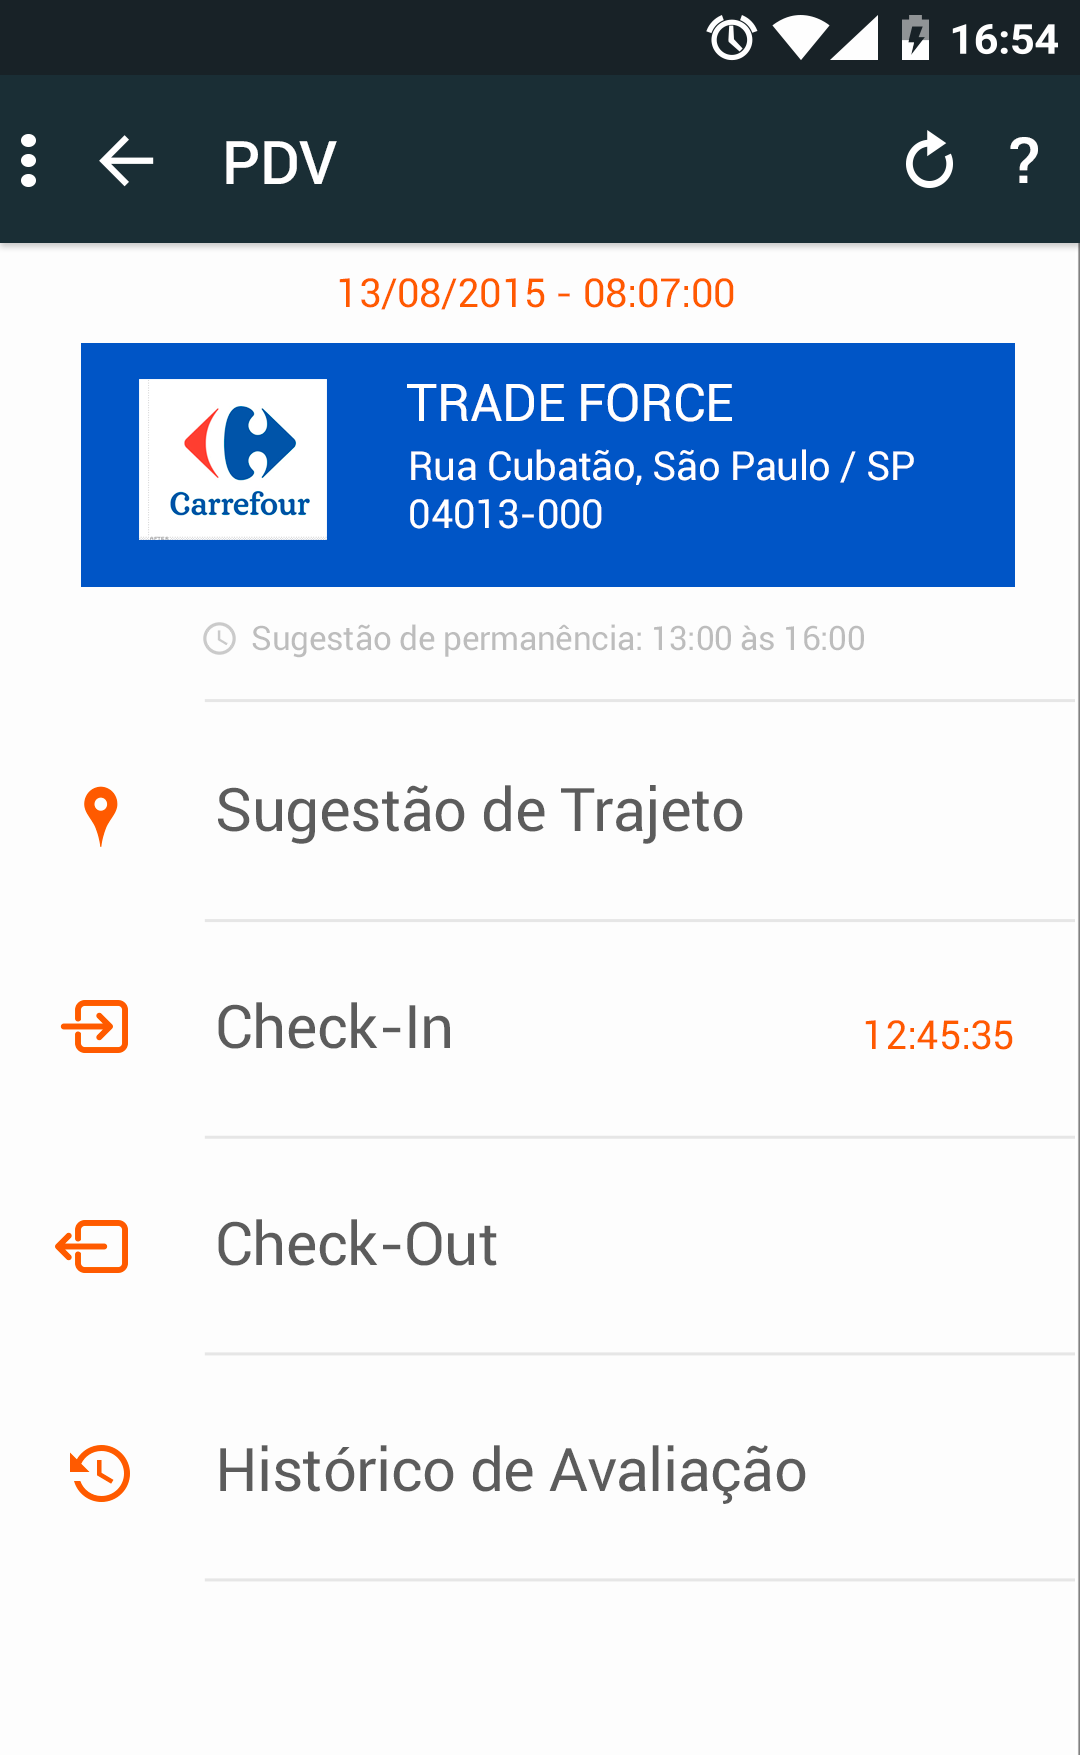 16:54
PDV
?
13/08/2015 - 08:07:00
Carrefour
TRADE FORCE
Rua Cubatão, São Paulo / SP
04013-000
Sugestão de permanência: 13:00 às 16:00
Sugestão de Trajeto
Check-In
12:45:35
Check-Out
Histórico de Avaliação